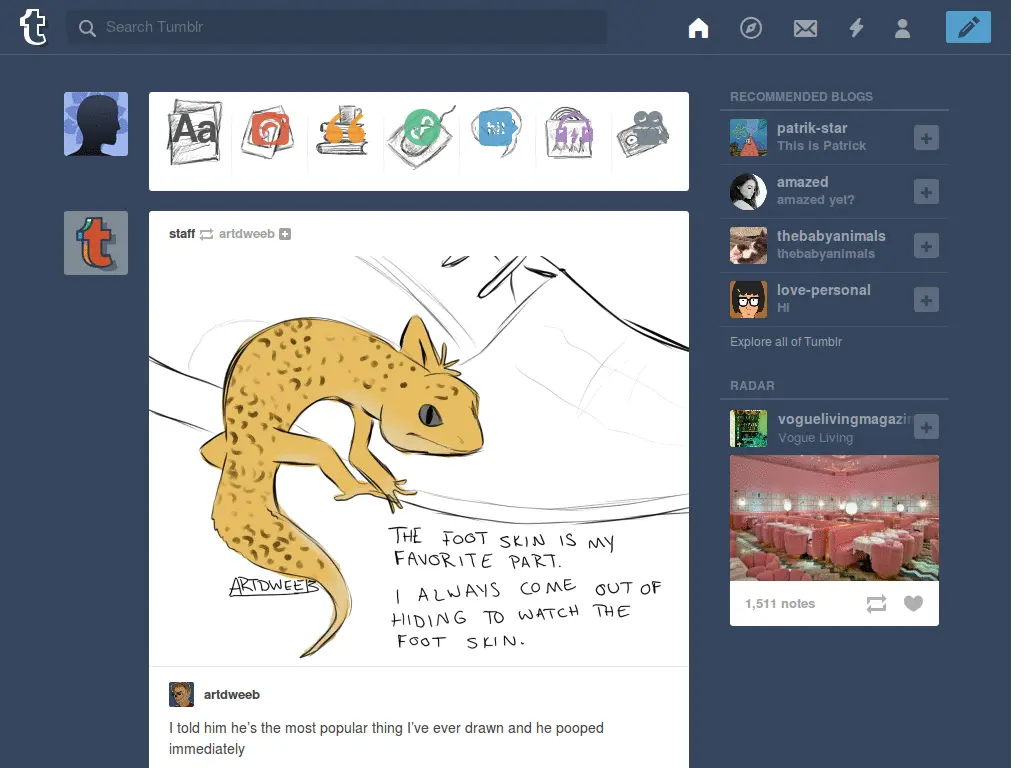 t
Search Tumblr
Aa
staff artdweeb
THE FOOT SKIN IS MY
FAVORITE PART.
I ALWAYS COME OUT OF
HIDING TO WATCH THE
FOOT SKIN.
ARTDWEEB
artdweeb
I told him he's the most popular thing I've ever drawn and he pooped
immediately
RECOMMENDED BLOGS
patrik-star
This is Patrick
amazed
amazed yet?
thebabyanimals
thebabyanimals
love-personal
HI
Explore all of Tumblr
RADAR
voguelivingmagazin
Vogue Living
1,511 notes